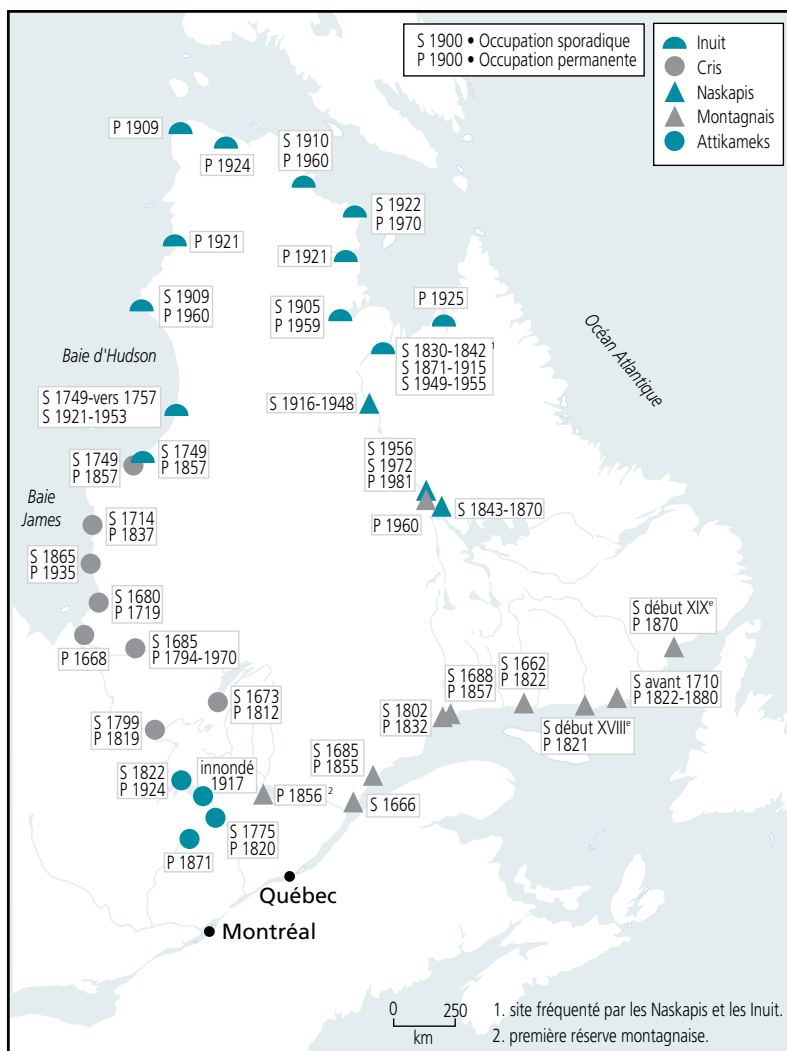 S 1900 • Occupation sporadique
P 1900 • Occupation permanente
Inuit
Cris
Naskapis
Montagnais
Attikameks
P 1909
P 1924
S 1910
P 1960
S 1922
P 1970
P 1921
P 1921
S 1909
P 1960
S 1905
P 1959
P 1925
Océan Atlantique
Baie d'Hudson
S 1830-1842 1
S 1871-1915
S 1949-1955
S 1749-vers 1757
S 1921-1953
S 1916-1948
S 1749
P 1857
S 1749
P 1857
S 1956
S 1972
P 1981
Baie
James
S 1714
P 1837
P 1960
S 1843-1870
S 1865
P 1935
S 1680
P 1719
P 1668
S 1685
P 1794-1970
S début XIXe
P 1870
S 1673
P 1812
S 1688
P 1857
S 1662
P 1822
S avant 1710
P 1822-1880
S 1799
P 1819
S 1802
P 1832
S début XVIIIe
P 1821
S 1822
P 1924
innondé
1917
S 1685
P 1855
P 1856 2
S 1666
S 1775
P 1820
P 1871
Québec
Montréal
0 250
km
1. site fréquenté par les Naskapis et les Inuit.
2. première réserve montagnaise.